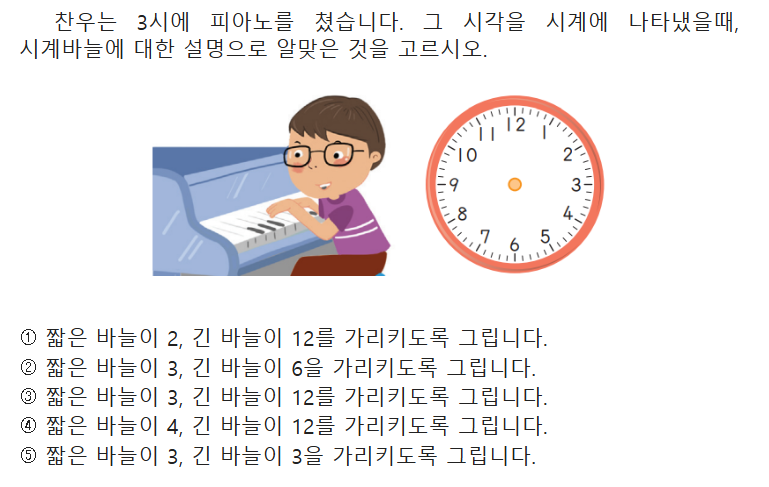 찬우는 3시에 피아노를 쳤습니다. 그 시각을 시계에 나타냈을때,
시계바늘에 대한 설명으로 알맞은 것을 고르시오.
12
11 1
10 2
9 3
8 4
7 5
6
① 짧은 바늘이 2, 긴 바늘이 12를 가리키도록 그립니다.
② 짧은 바늘이 3, 긴 바늘이 6을 가리키도록 그립니다.
③ 짧은 바늘이 3, 긴 바늘이 12를 가리키도록 그립니다.
④ 짧은 바늘이 4, 긴 바늘이 12를 가리키도록 그립니다.
⑤ 짧은 바늘이 3, 긴 바늘이 3을 가리키도록 그립니다.